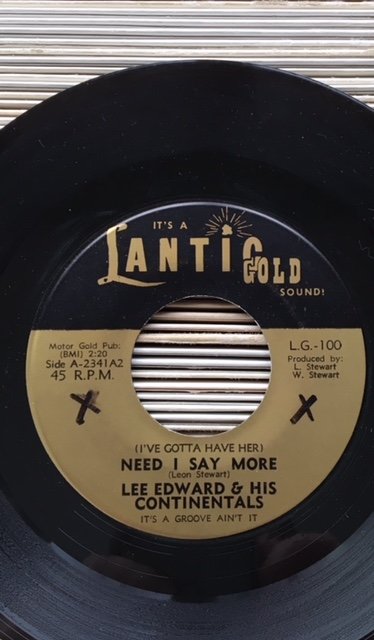 IT'S A
LANTIC GOLD
SOUND!
Motor Gold Pub:
(BMI) 2:20
Side A-2341A2
45 R.P.M.
L.G.-100
Produced by:
L. Stewart
W. Stewart
X
X
(I'VE GOTTA HAVE HER)
NEED I SAY MORE
(Leon Stewart)
LEE EDWARD & HIS
CONTINENTALS
IT'S A GROOVE AIN'T IT